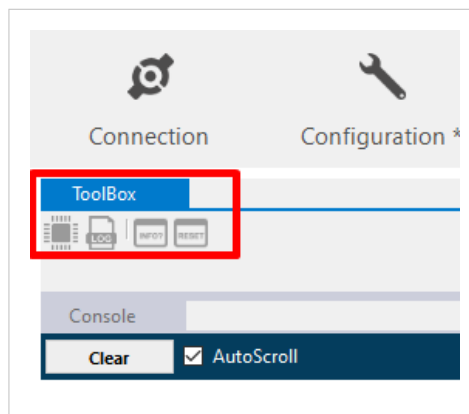 Connection
Configuration *
ToolBox
LOG INFO? RESET
Console
Clear AutoScroll